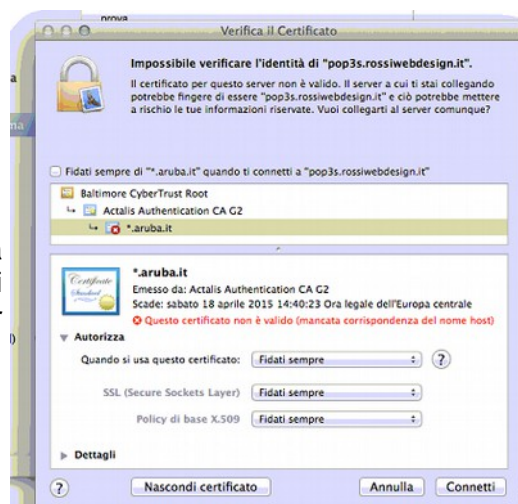 prova
Verifica il Certificato
Impossibile verificare l'identità di "pop3s.rossiwebdesign.it".
Il certificato per questo server non è valido. Il server a cui ti stai collegando
potrebbe fingere di essere "pop3s.rossiwebdesign.it" e ciò potrebbe mettere
a rischio le tue informazioni riservate. Vuoi collegarti al server comunque?
Fidati sempre di "*.aruba.it" quando ti connetti a "pop3s.rossiwebdesign.it"
Baltimore CyberTrust Root
Actalis Authentication CA G2
*.aruba.it
Certificate
Standard
*.aruba.it
Emesso da: Actalis Authentication CA G2
Scade: sabato 18 aprile 2015 14:40:23 Ora legale dell'Europa centrale
Questo certificato non è valido (mancata corrispondenza del nome host)
Autorizza
Quando si usa questo certificato: Fidati sempre ?
SSL (Secure Sockets Layer) Fidati sempre
Policy di base X.509 Fidati sempre
Dettagli
? Nascondi certificato Annulla Connetti